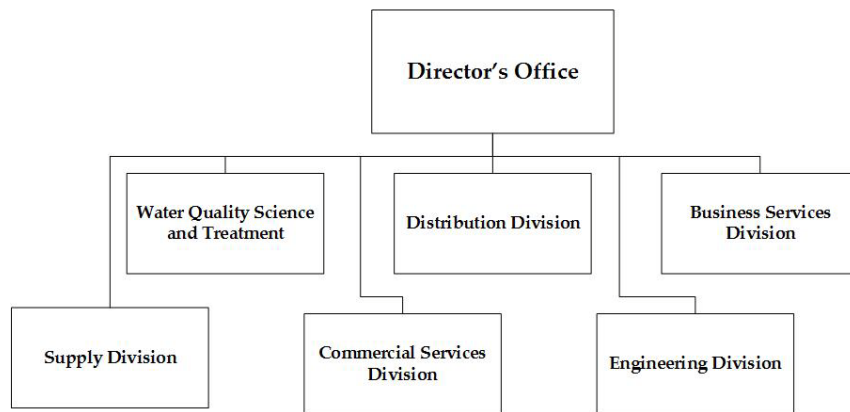 Director's Office
Water Quality Science
and Treatment
Distribution Division
Business Services
Division
Supply Division
Commercial Services
Division
Engineering Division